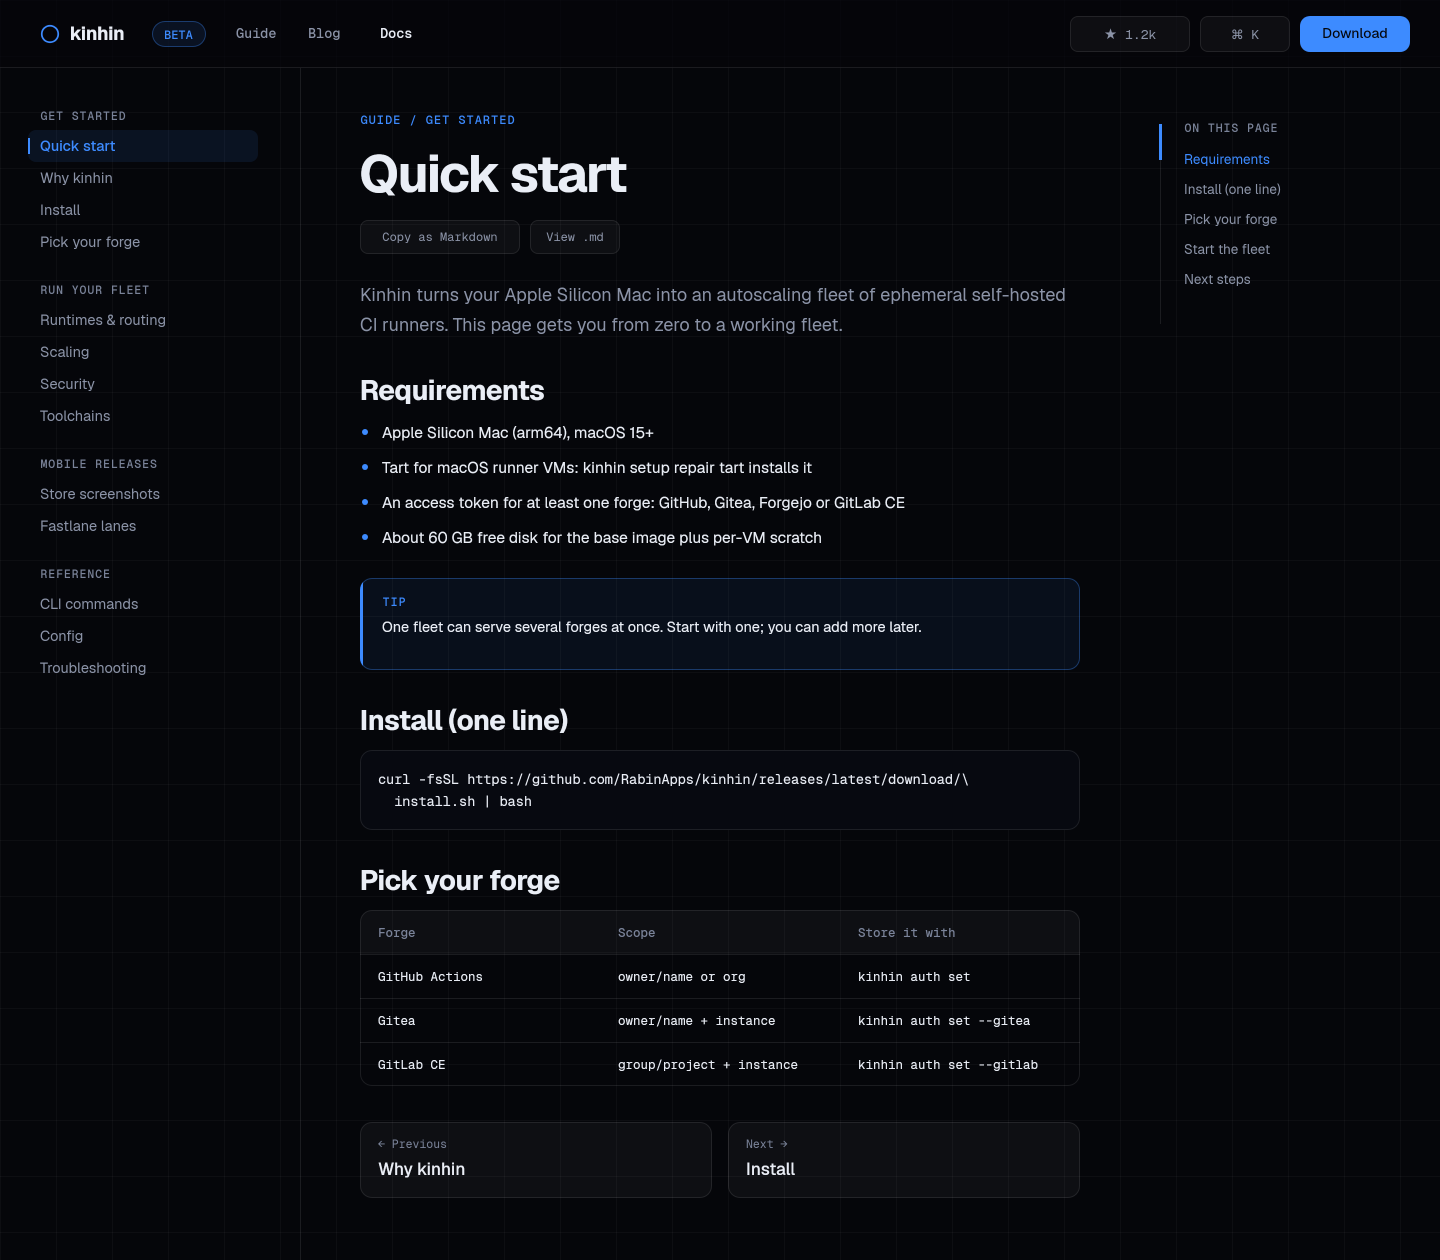 kinhin
BETA
Guide
Blog
Docs
★ 1.2k
⌘ K
Download
GET STARTED
Quick start
Why kinhin
Install
Pick your forge
RUN YOUR FLEET
Runtimes & routing
Scaling
Security
Toolchains
MOBILE RELEASES
Store screenshots
Fastlane lanes
REFERENCE
CLI commands
Config
Troubleshooting
GUIDE / GET STARTED
Quick start
Copy as Markdown
View .md
Kinhin turns your Apple Silicon Mac into an autoscaling fleet of ephemeral self-hosted
CI runners. This page gets you from zero to a working fleet.
Requirements
• Apple Silicon Mac (arm64), macOS 15+
• Tart for macOS runner VMs: kinhin setup repair tart installs it
• An access token for at least one forge: GitHub, Gitea, Forgejo or GitLab CE
• About 60 GB free disk for the base image plus per-VM scratch
TIP
One fleet can serve several forges at once. Start with one; you can add more later.
Install (one line)
curl -fsSL https://github.com/RabinApps/kinhin/releases/latest/download/\
install.sh | bash
Pick your forge
Forge Scope Store it with
GitHub Actions owner/name or org kinhin auth set
Gitea owner/name + instance kinhin auth set --gitea
GitLab CE group/project + instance kinhin auth set --gitlab
← Previous
Why kinhin
Next →
Install
ON THIS PAGE
Requirements
Install (one line)
Pick your forge
Start the fleet
Next steps